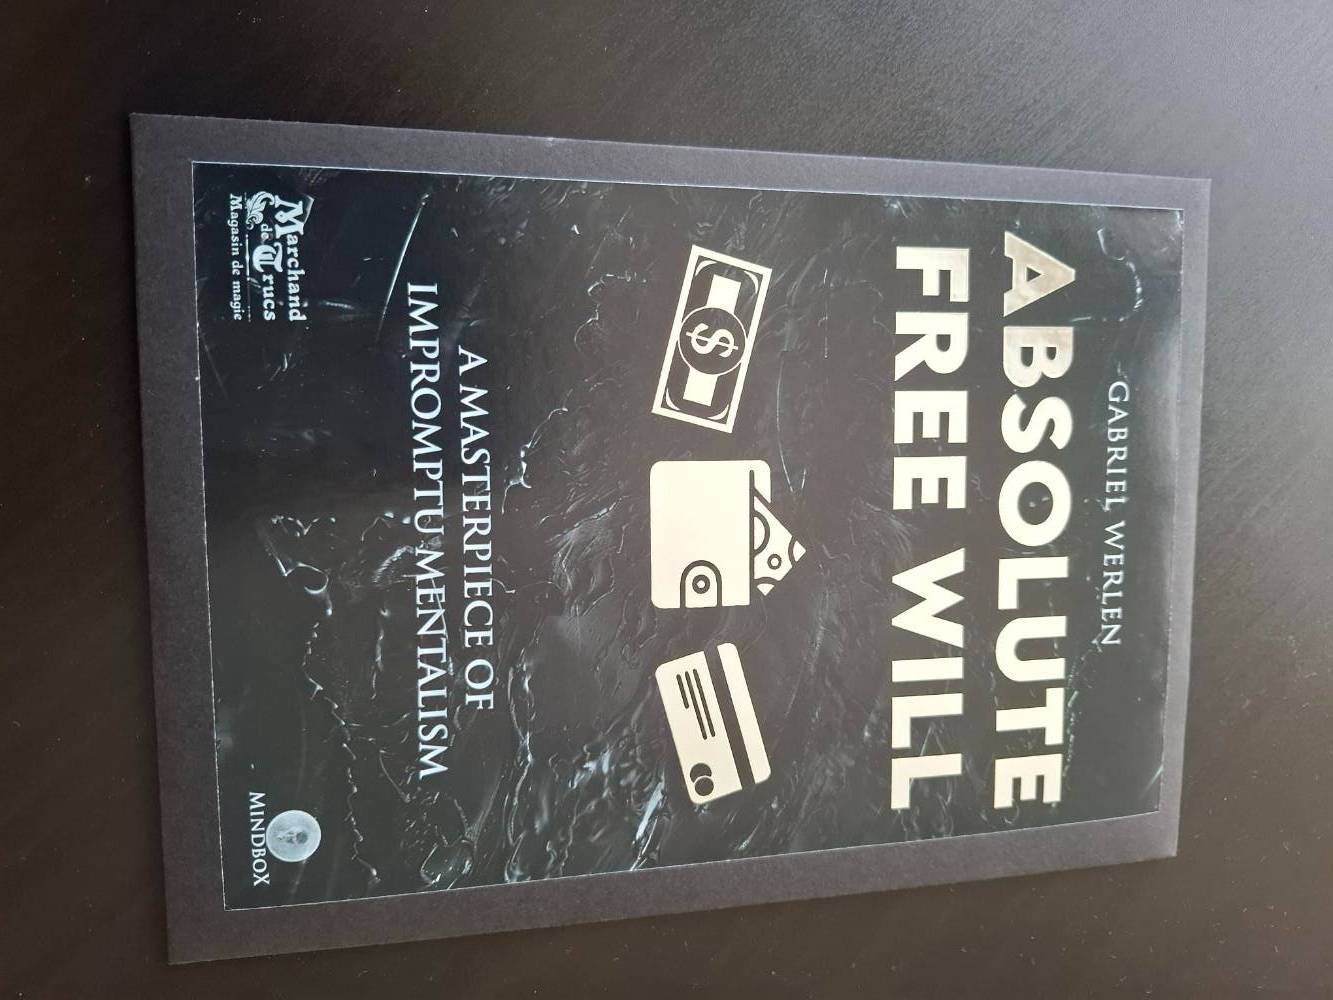 GABRIEL WERLEN
ABSOLUTE
FREE WILL
$
A MASTERPIECE OF
IMPROMPTU MENTALISM
Marchand
de Trucs
Magasin de magie
MINDBOX